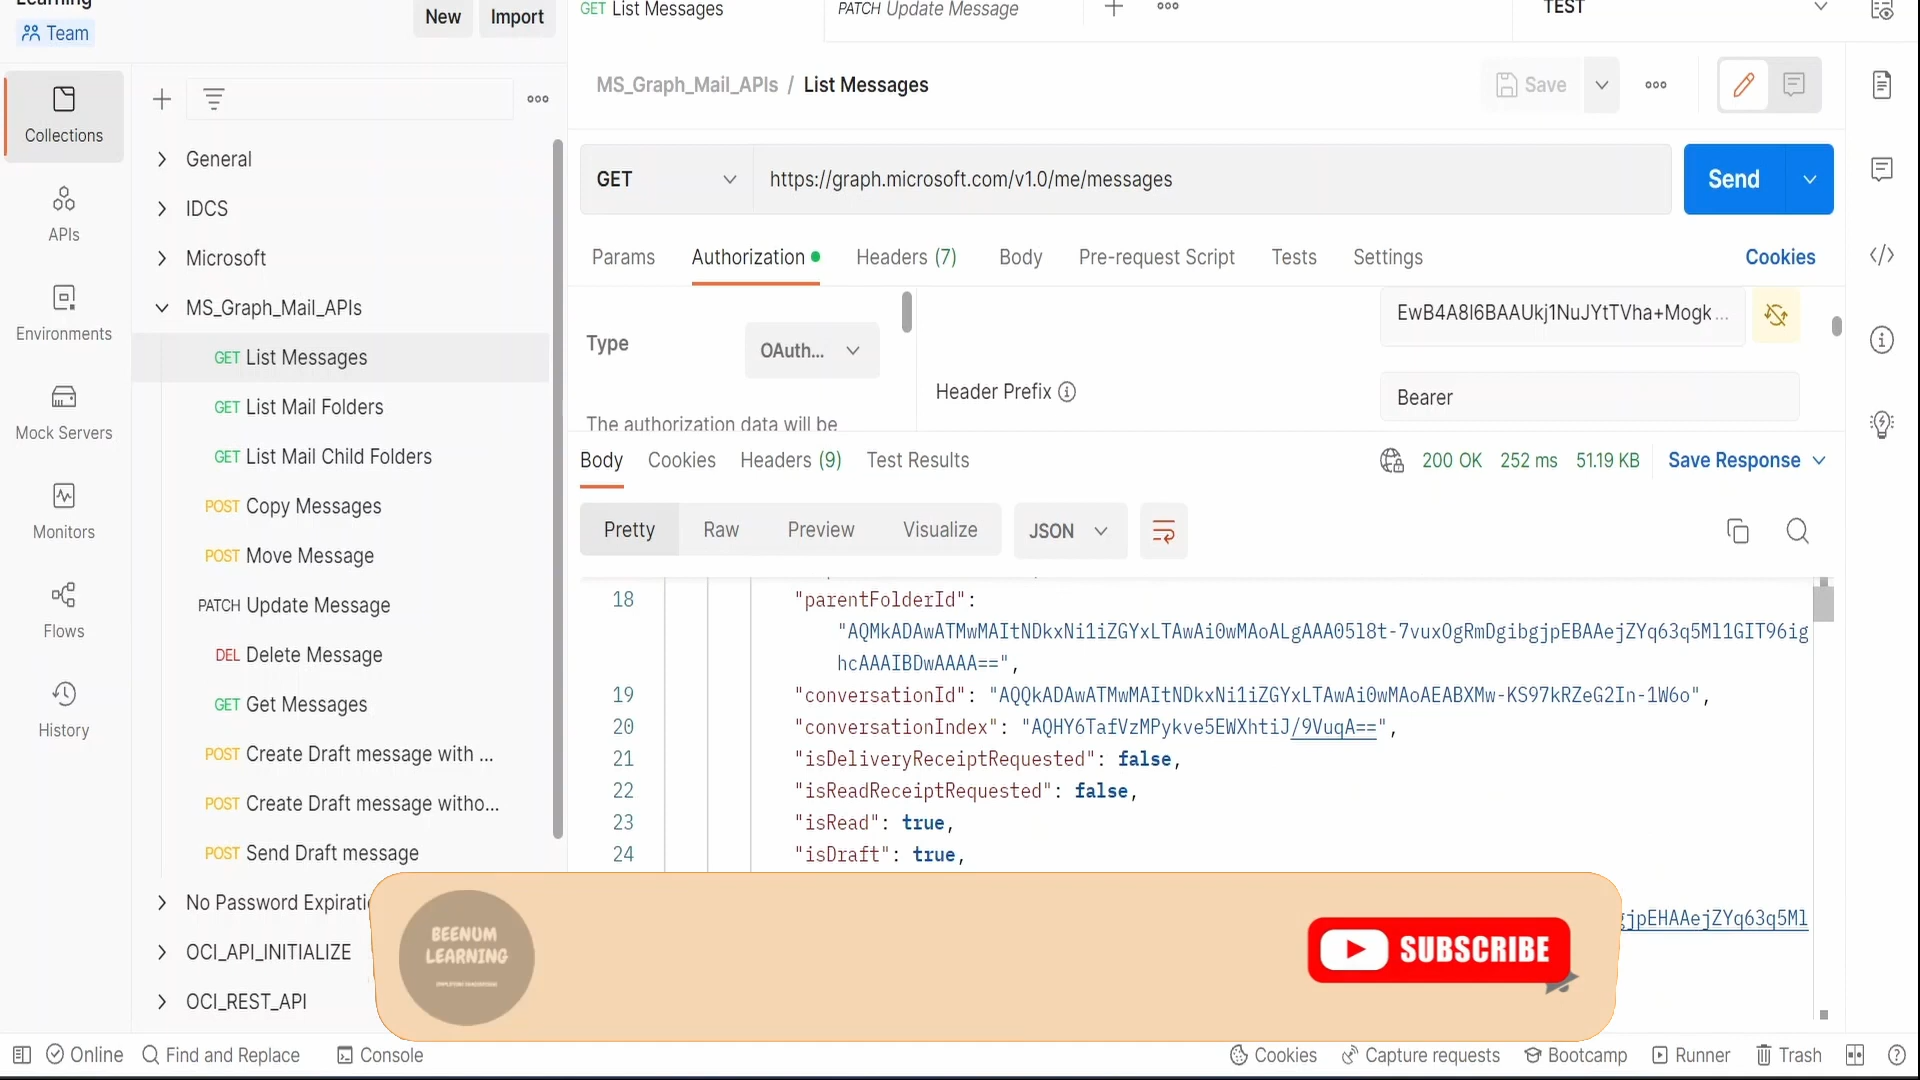 Learning
Team
New
Import
GET List Messages
PATCH Update Message
TEST
MS_Graph_Mail_APIs / List Messages
Save
Collections
APIs
Environments
Mock Servers
Monitors
Flows
History
General
IDCS
Microsoft
MS_Graph_Mail_APIs
GET List Messages
GET List Mail Folders
GET List Mail Child Folders
POST Copy Messages
POST Move Message
PATCH Update Message
DEL Delete Message
GET Get Messages
POST Create Draft message with ...
POST Create Draft message witho...
POST Send Draft message
No Password Expirati
OCI_API_INITIALIZE
OCI_REST_API
GET
https://graph.microsoft.com/v1.0/me/messages
Send
Params
Authorization
Headers (7)
Body
Pre-request Script
Tests
Settings
Cookies
Type
OAuth...
The authorization data will be
EwB4A8l6BAAUkj1NuJYtTVha+Mogk...
Header Prefix
Bearer
Body
Cookies
Headers (9)
Test Results
200 OK
252 ms
51.19 KB
Save Response
Pretty
Raw
Preview
Visualize
JSON
18 "parentFolderId":
"AQMkADAwATMwMAItNDkxNi1iZGYxLTAwAi0wMAoALgAAA05l8t-7vuxOgRmDgibgjpEBAAejZYq63q5Ml1GIT96ig
hcAAAIBDwAAAA==",
19 "conversationId": "AQQkADAwATMwMAItNDkxNi1iZGYxLTAwAi0wMAoAEABXMw-KS97kRZeG2In-1W6o",
20 "conversationIndex": "AQHY6TafVzMPykve5EWXhtiJ/9VuqA==",
21 "isDeliveryReceiptRequested": false,
22 "isReadReceiptRequested": false,
23 "isRead": true,
24 "isDraft": true,
gjpEHAAejZYq63q5Ml
BEENUM
LEARNING
SUBSCRIBE
Online
Find and Replace
Console
Cookies
Capture requests
Bootcamp
Runner
Trash